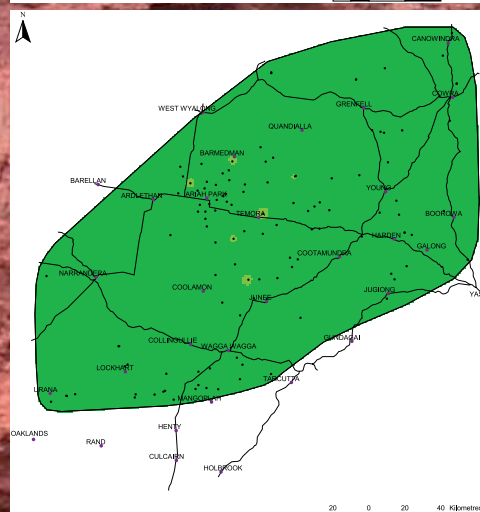 N
CANOWINDRA
COWRA
GRENFELL
WEST WYALONG
QUANDIALLA
BARMEDMAN
BARELLAN
ARDLETHAN
ARIAH PARK
YOUNG
TEMORA
BOOROWA
HARDEN
GALONG
COOTAMUNDRA
NARRANDERA
COOLAMON
JUNEE
JUGIONG
YAS
GUNDAGAI
COLLINGULLIE
WAGGA WAGGA
LOCKHART
TARCUTTA
URANA
MANGOPLAH
HENTY
OAKLANDS
RAND
CULCAIRN
HOLBROOK
20 0 20 40 Kilometres